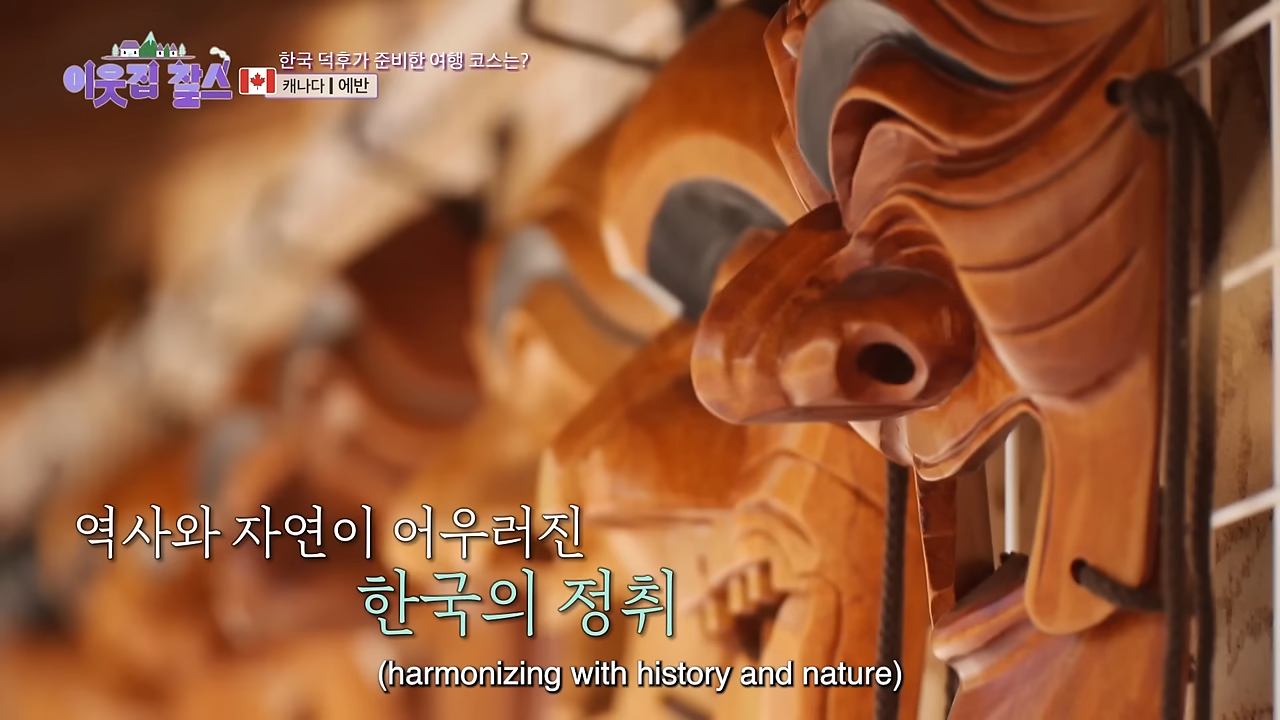 이웃집 찰스
한국 덕후가 준비한 여행 코스는?
캐나다 | 에반
역사와 자연이 어우러진
한국의 정취
(harmonizing with history and nature)